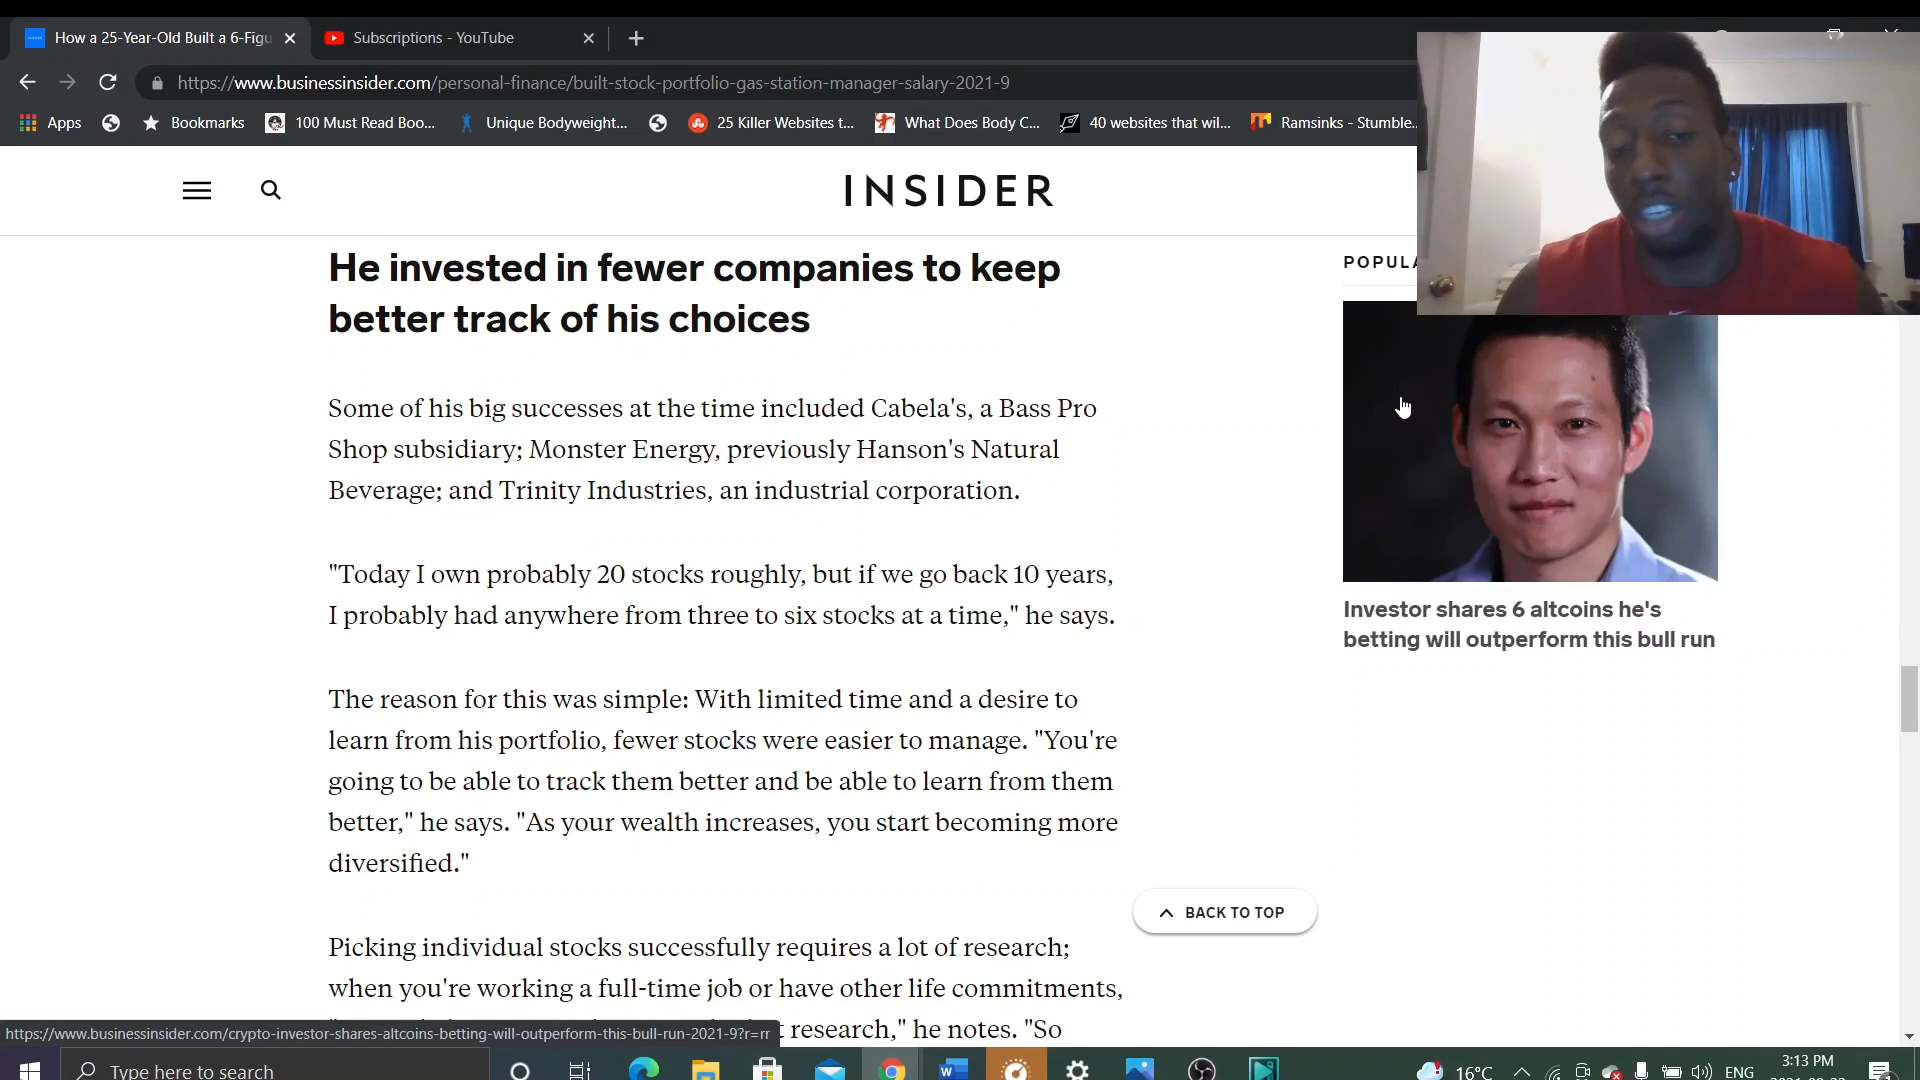 How a 25-Year-Old Built a 6-Figu
Subscriptions - YouTube
https://www.businessinsider.com/personal-finance/built-stock-portfolio-gas-station-manager-salary-2021-9
Apps
Bookmarks
100 Must Read Boo...
Unique Bodyweight...
25 Killer Websites t...
What Does Body C...
40 websites that wil...
Ramsinks - Stumble...
INSIDER
He invested in fewer companies to keep
better track of his choices
POPULA
Some of his big successes at the time included Cabela's, a Bass Pro
Shop subsidiary; Monster Energy, previously Hanson's Natural
Beverage; and Trinity Industries, an industrial corporation.
"Today I own probably 20 stocks roughly, but if we go back 10 years,
I probably had anywhere from three to six stocks at a time," he says.
Investor shares 6 altcoins he's
betting will outperform this bull run
The reason for this was simple: With limited time and a desire to
learn from his portfolio, fewer stocks were easier to manage. "You're
going to be able to track them better and be able to learn from them
better," he says. "As your wealth increases, you start becoming more
diversified."
BACK TO TOP
Picking individual stocks successfully requires a lot of research;
when you're working a full-time job or have other life commitments,
t research," he notes. "So
https://www.businessinsider.com/crypto-investor-shares-altcoins-betting-will-outperform-this-bull-run-2021-9?r=rr
Type here to search
16°C
ENG
3:13 PM